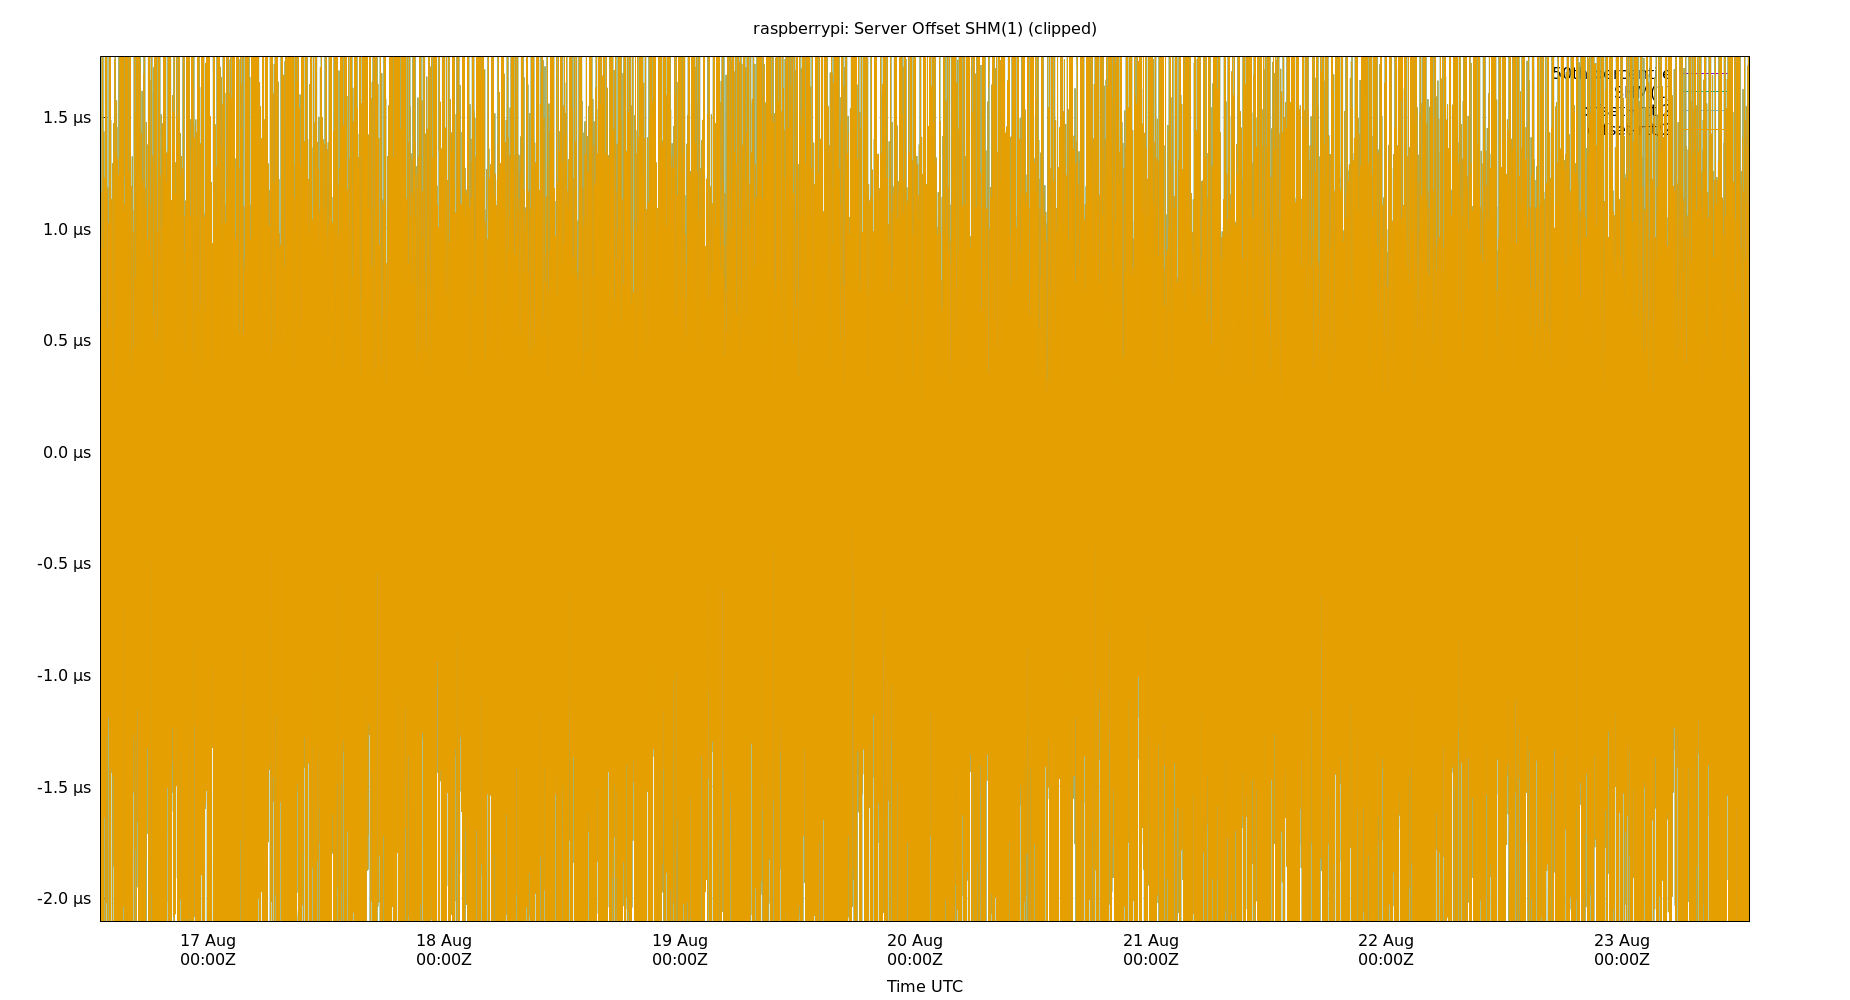 raspberrypi: Server Offset SHM(1) (clipped)
1.5 µs
1.0 µs
0.5 µs
0.0 µs
-0.5 µs
-1.0 µs
-1.5 µs
-2.0 µs
17 Aug
00:00Z
18 Aug
00:00Z
19 Aug
00:00Z
20 Aug
00:00Z
21 Aug
00:00Z
22 Aug
00:00Z
23 Aug
00:00Z
Time UTC